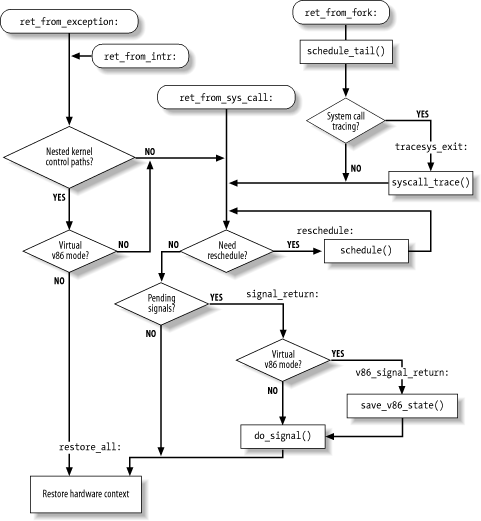 ret_from_exception:
ret_from_fork:
ret_from_intr:
schedule_tail()
ret_from_sys_call:
System call
tracing?
YES
tracesys_exit:
NO
syscall_trace()
Nested kernel
control paths?
NO
YES
Virtual
v86 mode?
NO
NO
Need
reschedule?
NO
YES
reschedule:
schedule()
Pending
signals?
YES
signal_return:
NO
Virtual
v86 mode?
YES
v86_signal_return:
NO
save_v86_state()
do_signal()
restore_all:
Restore hardware context